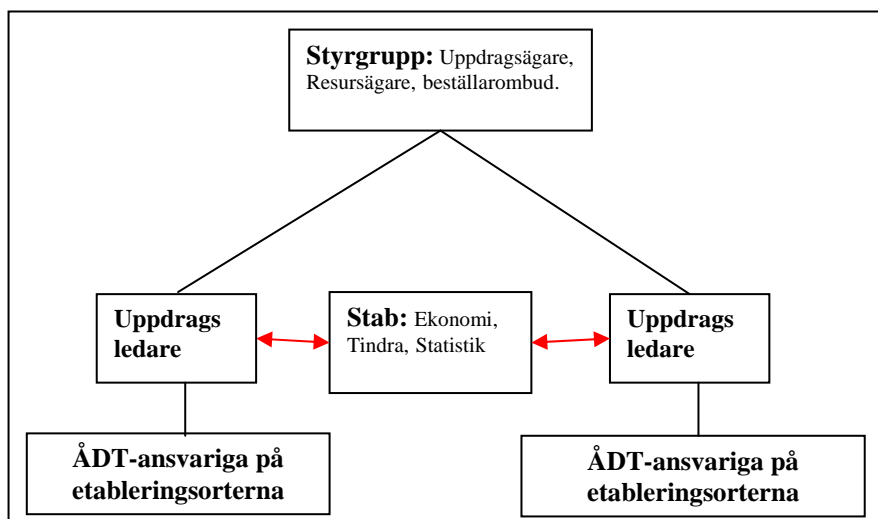 Styrgrupp: Uppdragsägare,
Resursägare, beställarombud.
Uppdrags
ledare
Stab: Ekonomi,
Tindra, Statistik
Uppdrags
ledare
ÅDT-ansvariga på
etableringsorterna
ÅDT-ansvariga på
etableringsorterna